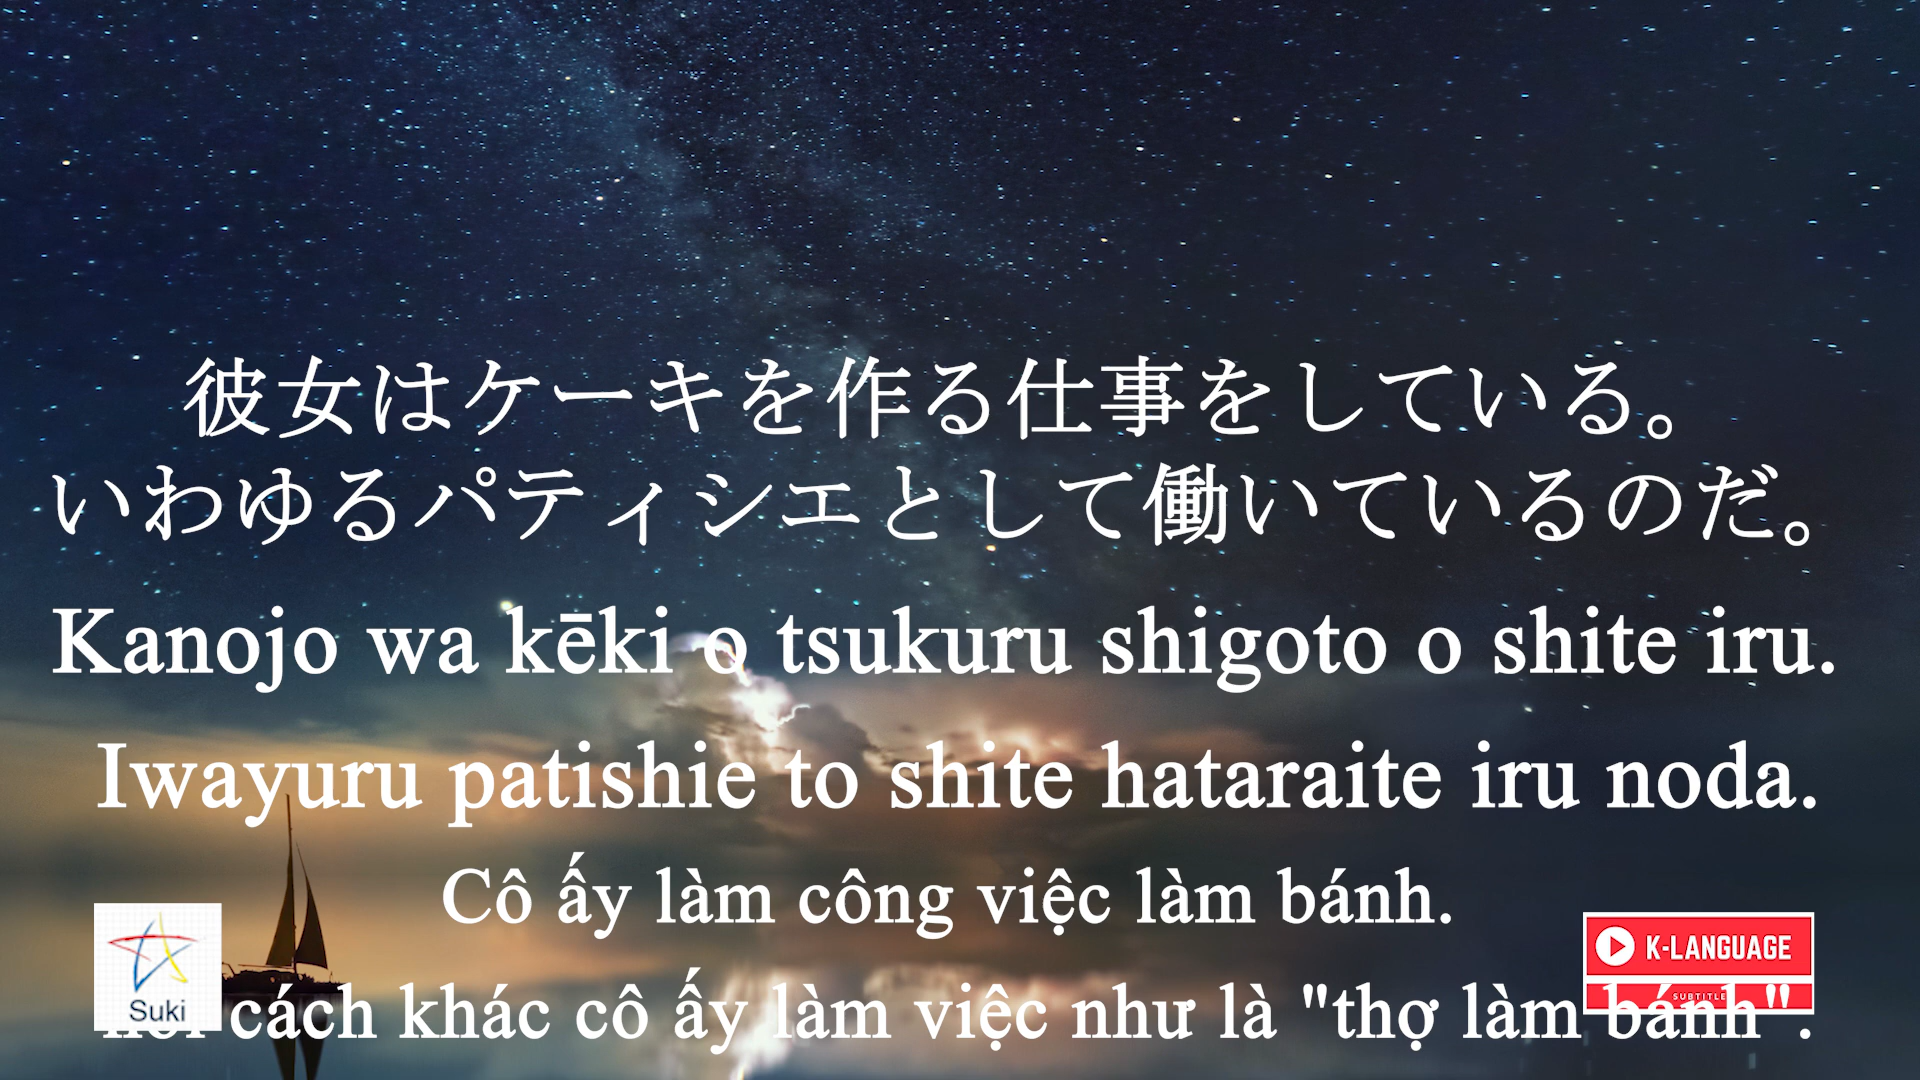 彼女はケーキを作る仕事をしている。
いわゆるパティシエとして働いているのだ。
Kanojo wa kēki o tsukuru shigoto o shite iru.
Iwayuru patishie to shite hataraite iru noda.
Cô ấy làm công việc làm bánh.
cách khác cô ấy làm việc như là "thợ làm bánh".
Suki
K-LANGUAGE
SUBTITLE